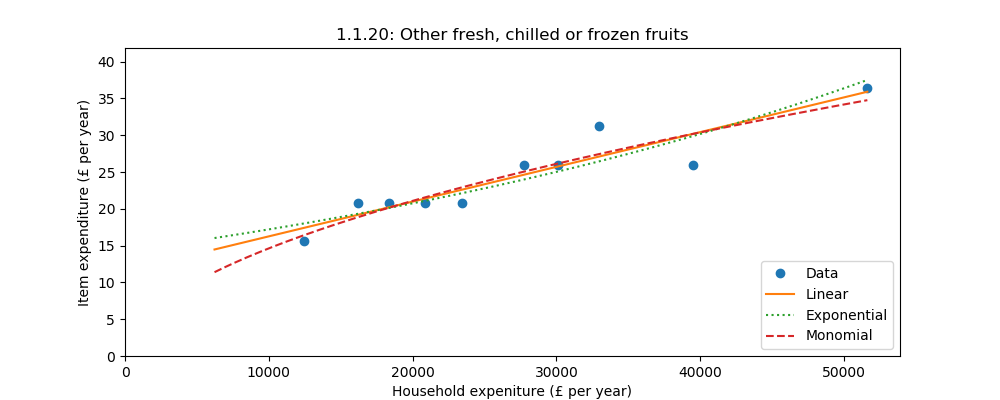 1.1.20: Other fresh, chilled or frozen fruits
Item expenditure (£ per year)
40
35
30
25
20
15
10
5
0
0 10000 20000 30000 40000 50000
Household expeniture (£ per year)
Data
Linear
Exponential
Monomial